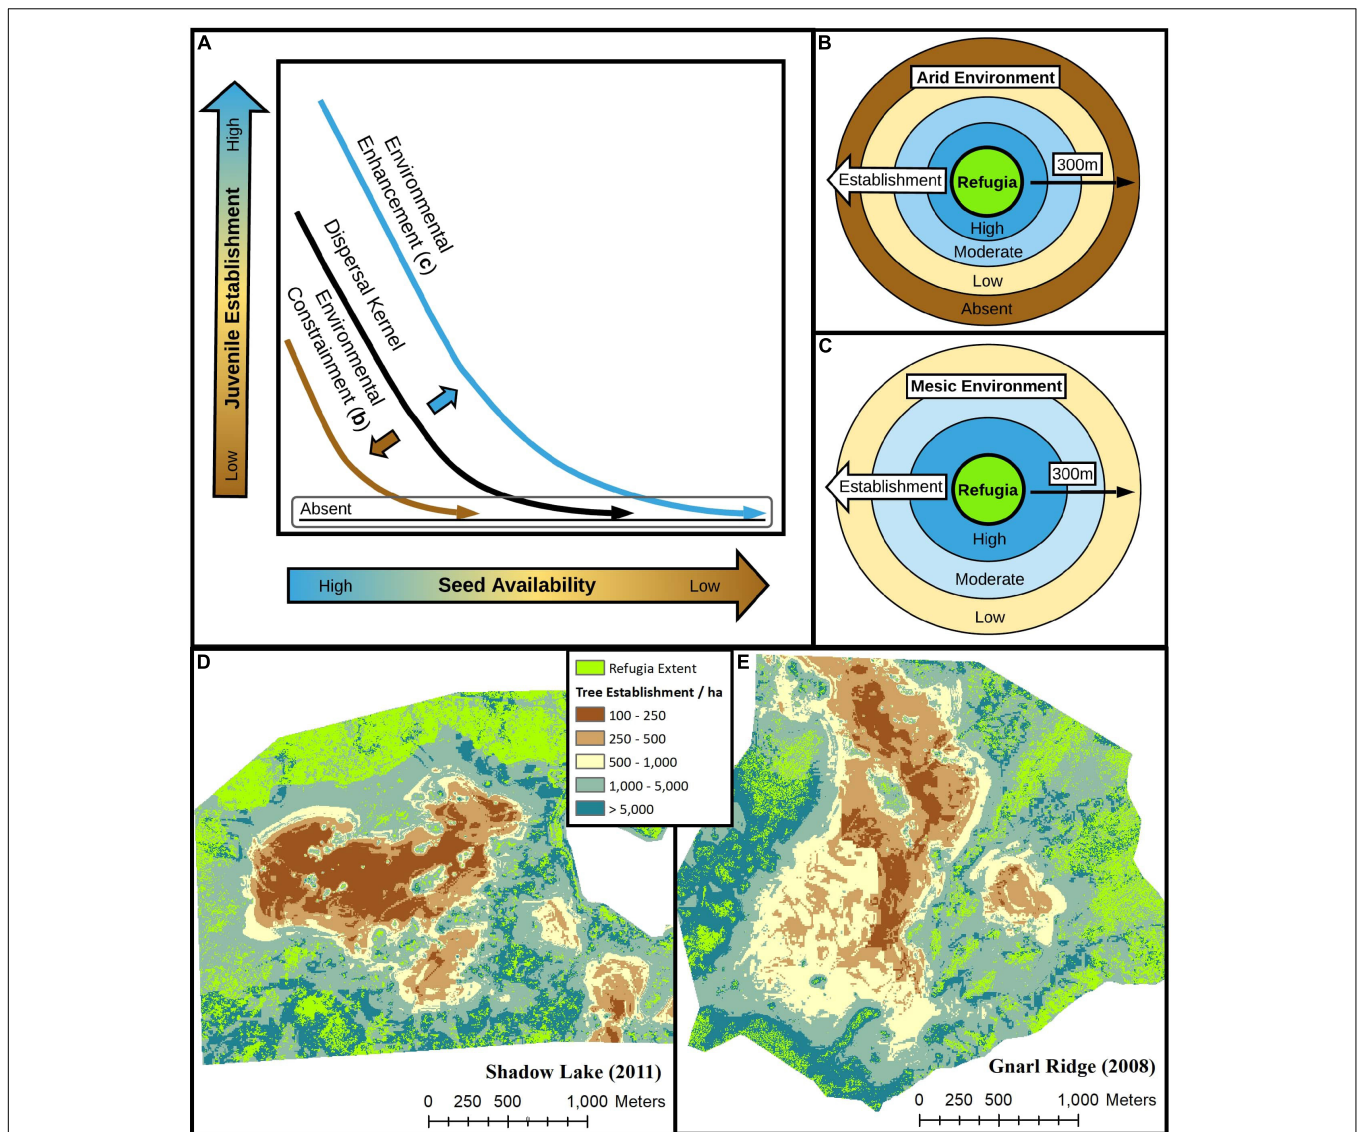 A
High
Juvenile Establishment
Low
Environmental
Enhancement (c)
Dispersal Kernel
Environmental
Constrainment (b)
Absent
High
Seed Availability
Low
B
Arid Environment
300m
Establishment
Refugia
High
Moderate
Low
Absent
C
Mesic Environment
300m
Establishment
Refugia
High
Moderate
Low
D
Refugia Extent
Tree Establishment / ha
100 - 250
250 - 500
500 - 1,000
1,000 - 5,000
> 5,000
Shadow Lake (2011)
0 250 500 1,000 Meters
E
Gnarl Ridge (2008)
0 250 500 1,000 Meters